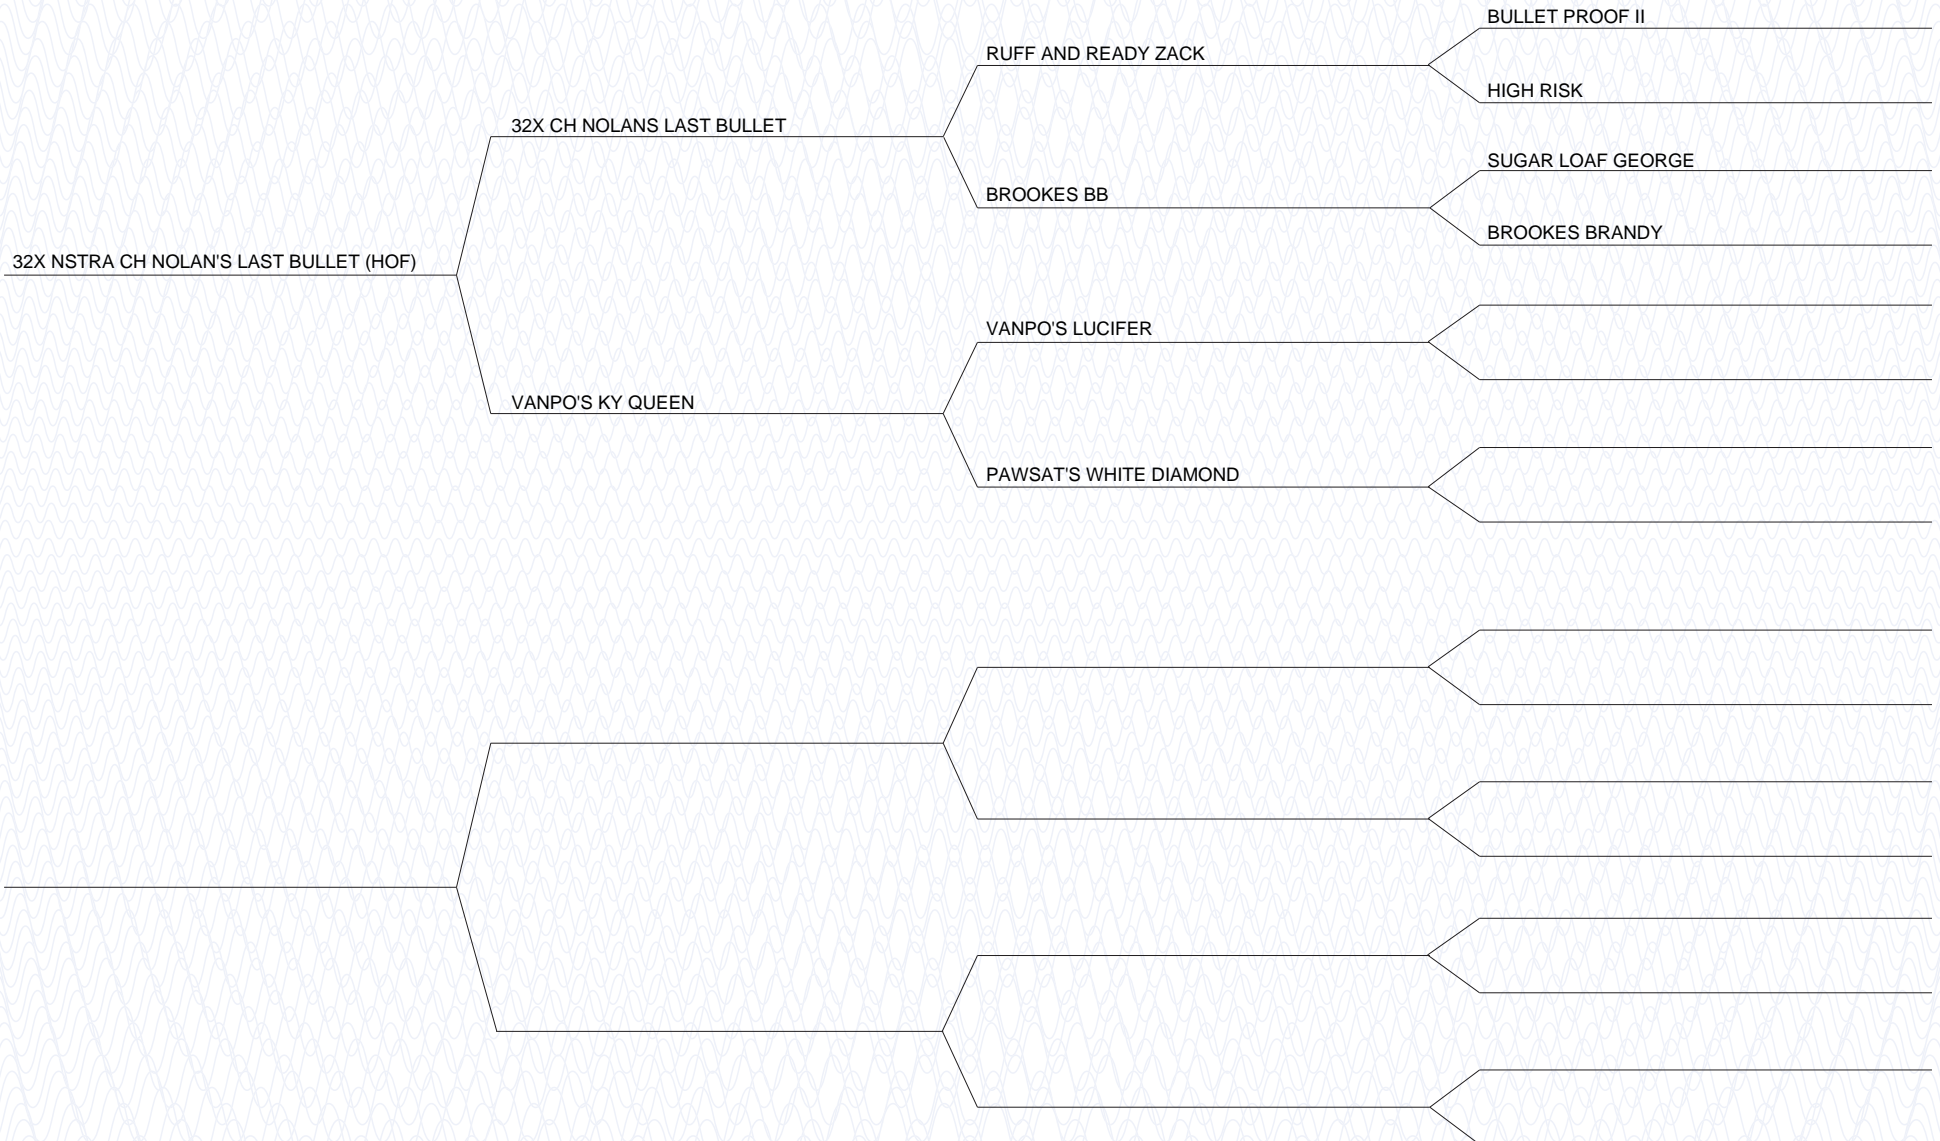 BULLET PROOF II
RUFF AND READY ZACK
HIGH RISK
32X CH NOLANS LAST BULLET
SUGAR LOAF GEORGE
BROOKES BB
BROOKES BRANDY
32X NSTRA CH NOLAN'S LAST BULLET (HOF)
VANPO'S LUCIFER
VANPO'S KY QUEEN
PAWSAT'S WHITE DIAMOND